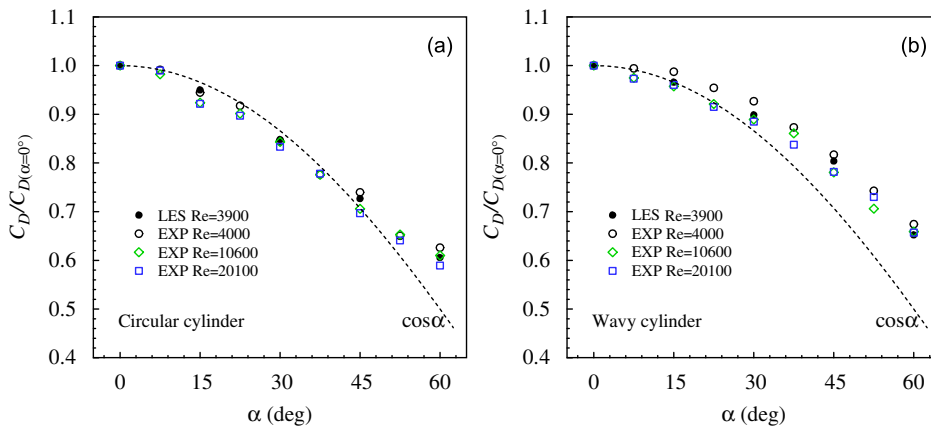 1.1
1.0
0.9
0.8
0.7
0.6
0.5
0.4
C_D/C_D(α=0°)
(a)
LES Re=3900
EXP Re=4000
EXP Re=10600
EXP Re=20100
Circular cylinder
cosα
0 15 30 45 60
α (deg)
1.1
1.0
0.9
0.8
0.7
0.6
0.5
0.4
C_D/C_D(α=0°)
(b)
LES Re=3900
EXP Re=4000
EXP Re=10600
EXP Re=20100
Wavy cylinder
cosα
0 15 30 45 60
α (deg)